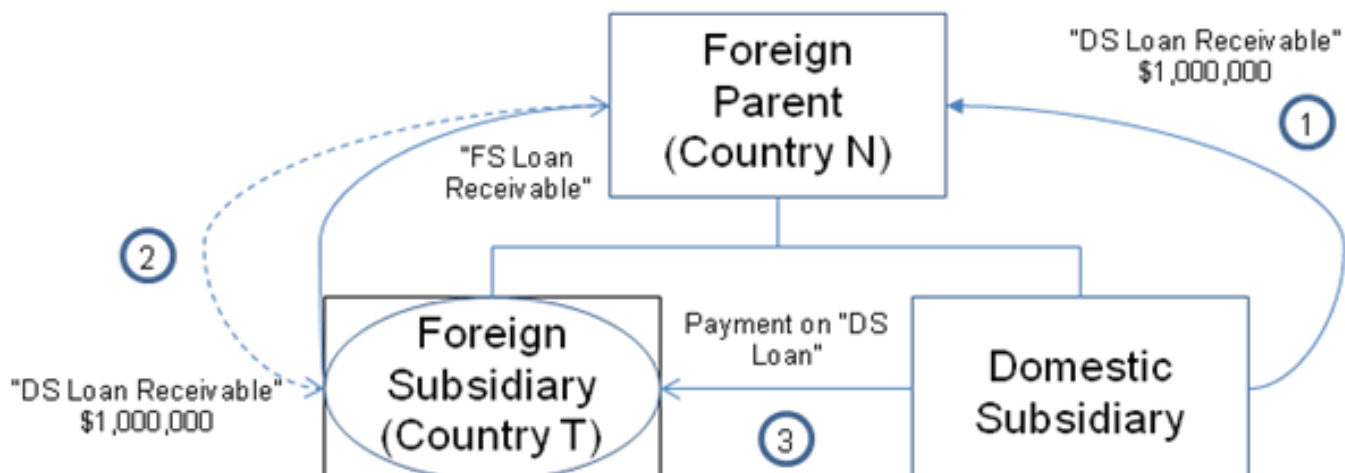 Foreign
Parent
(Country N)
"DS Loan Receivable"
$1,000,000
1
"FS Loan
Receivable"
2
Foreign
Subsidiary
(Country T)
"DS Loan Receivable"
$1,000,000
Payment on "DS
Loan"
3
Domestic
Subsidiary